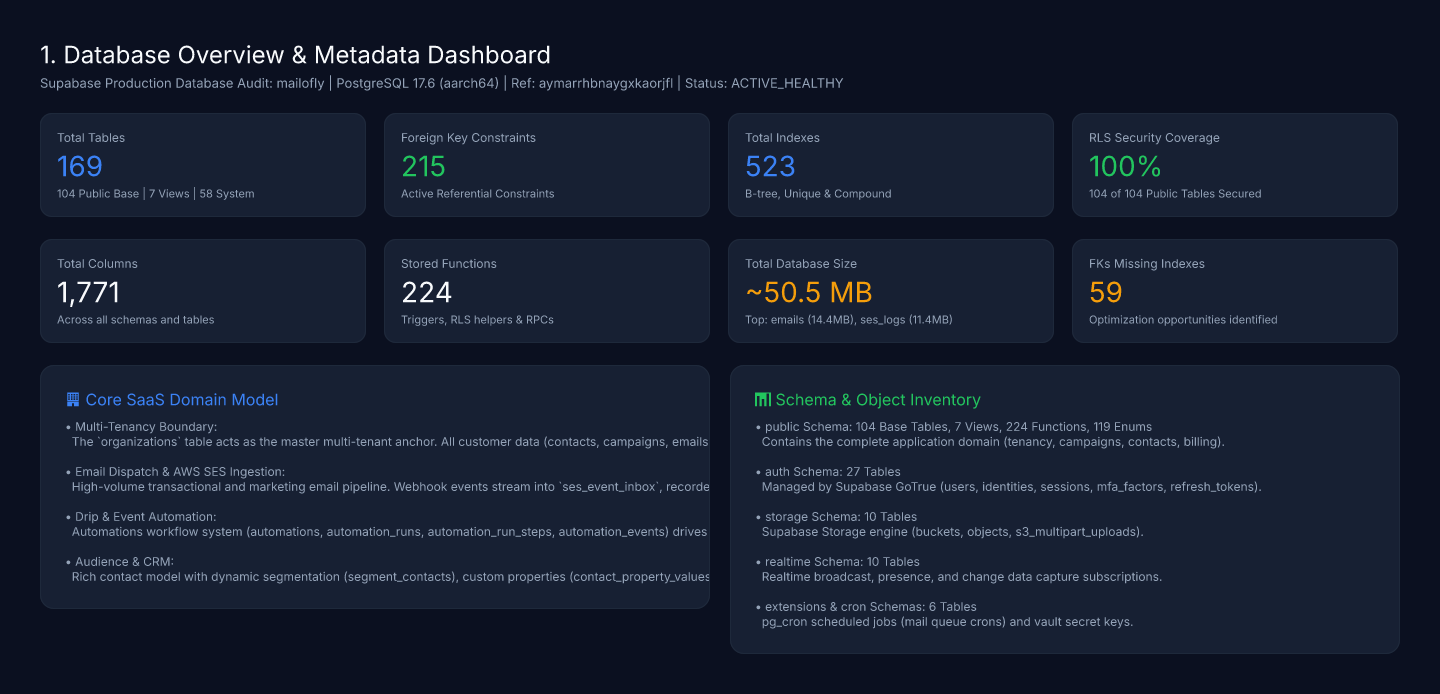 1. Database Overview & Metadata Dashboard
Supabase Production Database Audit: mailofly | PostgreSQL 17.6 (aarch64) | Ref: aymarrhbnaygxkaorjfl | Status: ACTIVE_HEALTHY
Total Tables
169
104 Public Base | 7 Views | 58 System
Foreign Key Constraints
215
Active Referential Constraints
Total Indexes
523
B-tree, Unique & Compound
RLS Security Coverage
100%
104 of 104 Public Tables Secured
Total Columns
1,771
Across all schemas and tables
Stored Functions
224
Triggers, RLS helpers & RPCs
Total Database Size
~50.5 MB
Top: emails (14.4MB), ses_logs (11.4MB)
FKs Missing Indexes
59
Optimization opportunities identified
Core SaaS Domain Model
• Multi-Tenancy Boundary:
The `organizations` table acts as the master multi-tenant anchor. All customer data (contacts, campaigns, emails
• Email Dispatch & AWS SES Ingestion:
High-volume transactional and marketing email pipeline. Webhook events stream into `ses_event_inbox`, recorde
• Drip & Event Automation:
Automations workflow system (automations, automation_runs, automation_run_steps, automation_events) drives
• Audience & CRM:
Rich contact model with dynamic segmentation (segment_contacts), custom properties (contact_property_values
Schema & Object Inventory
• public Schema: 104 Base Tables, 7 Views, 224 Functions, 119 Enums
Contains the complete application domain (tenancy, campaigns, contacts, billing).
• auth Schema: 27 Tables
Managed by Supabase GoTrue (users, identities, sessions, mfa_factors, refresh_tokens).
• storage Schema: 10 Tables
Supabase Storage engine (buckets, objects, s3_multipart_uploads).
• realtime Schema: 10 Tables
Realtime broadcast, presence, and change data capture subscriptions.
• extensions & cron Schemas: 6 Tables
pg_cron scheduled jobs (mail queue crons) and vault secret keys.